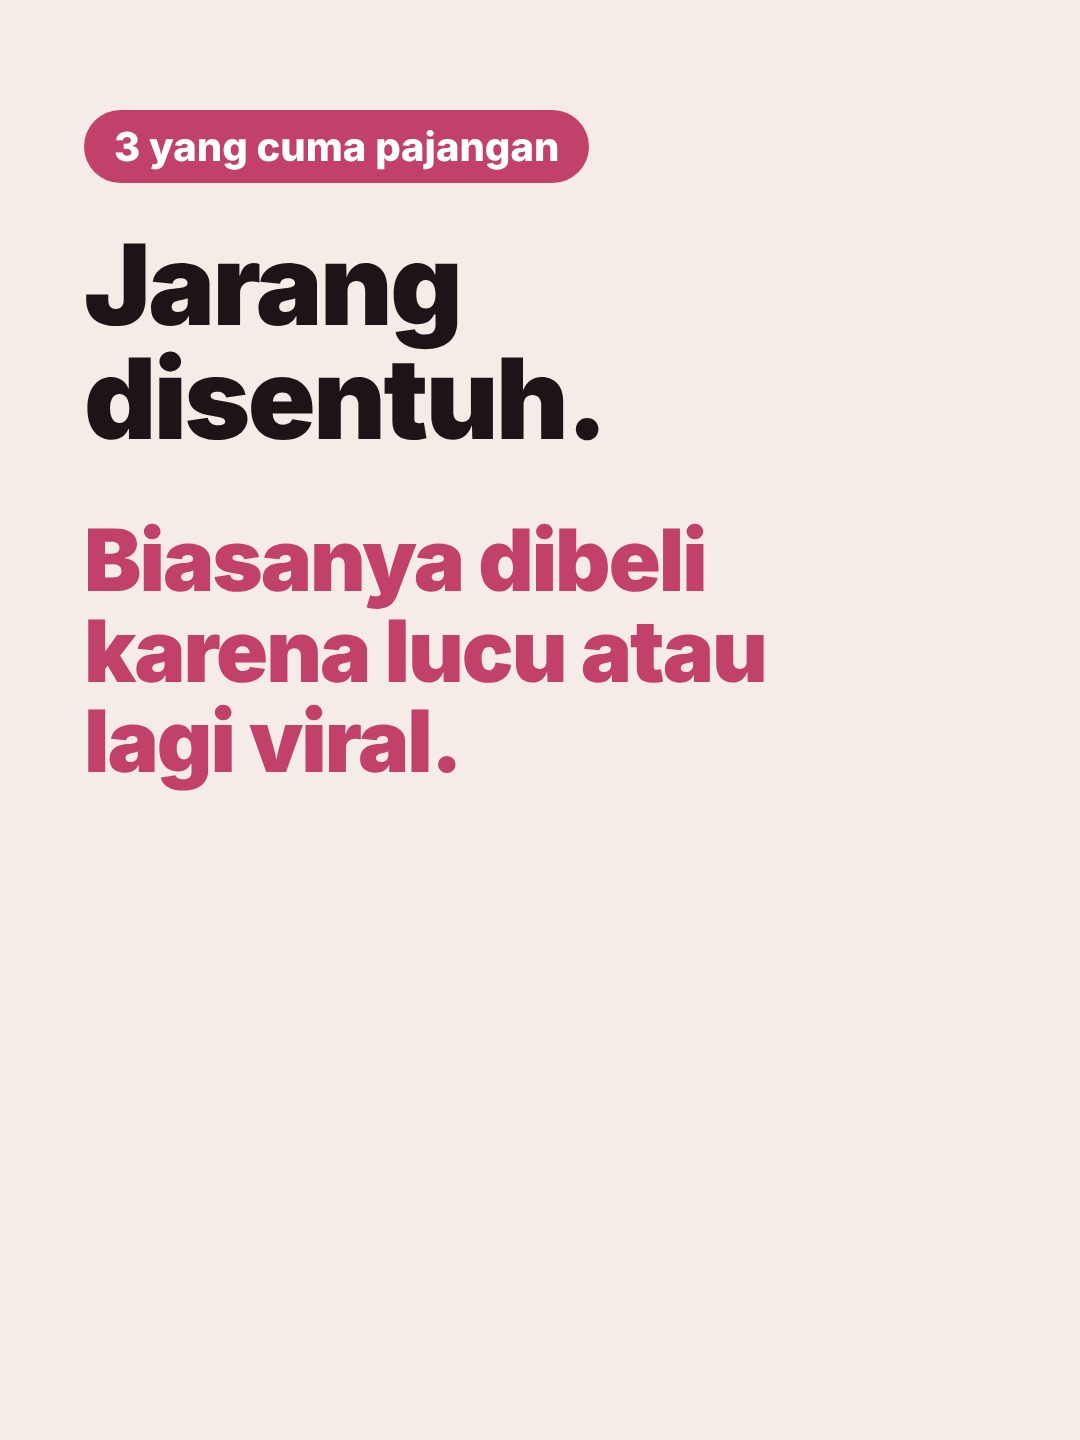 3 yang cuma pajangan
Jarang
disentuh.
Biasanya dibeli
karena lucu atau
lagi viral.